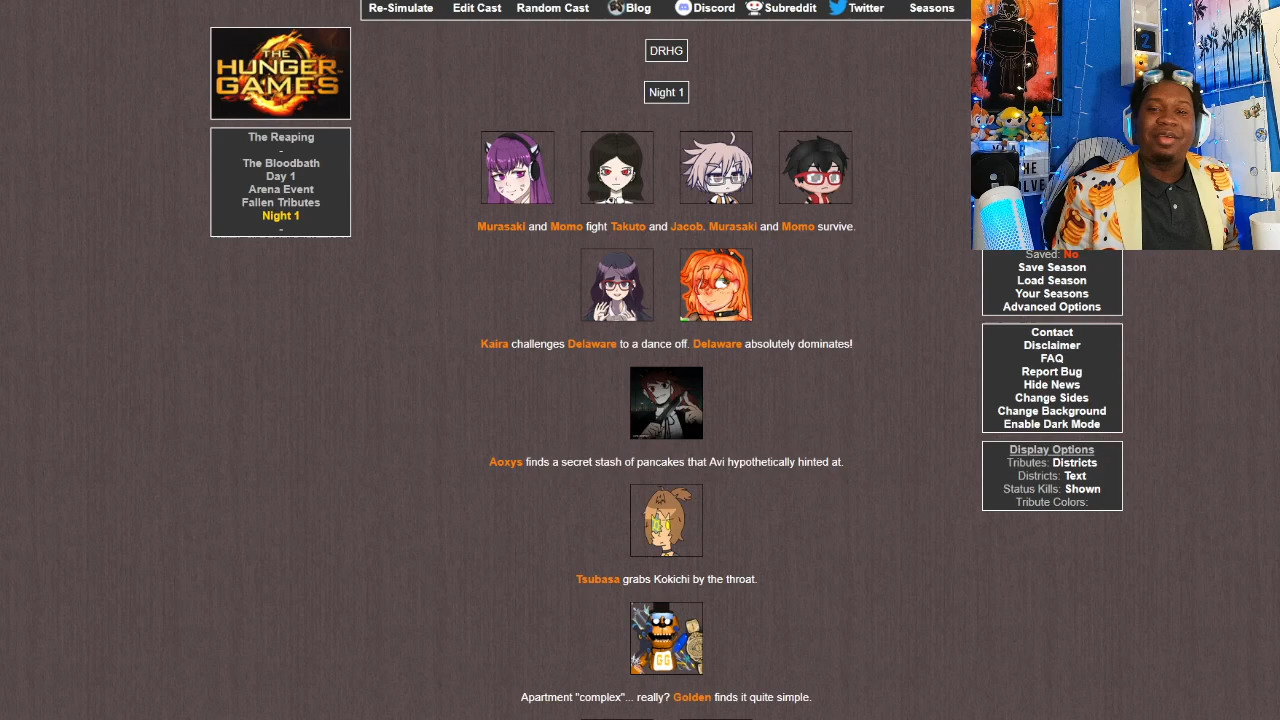 Re-Simulate Edit Cast Random Cast Blog Discord Subreddit Twitter Seasons
THE
HUNGER
GAMES
The Reaping
-
The Bloodbath
Day 1
Arena Event
Fallen Tributes
Night 1
-
DRHG
Night 1
Murasaki and Momo fight Takuto and Jacob. Murasaki and Momo survive.
Kaira challenges Delaware to a dance off. Delaware absolutely dominates!
Aoxys finds a secret stash of pancakes that Avi hypothetically hinted at.
Tsubasa grabs Kokichi by the throat.
GG
Apartment "complex"... really? Golden finds it quite simple.
2
Saved: No
Save Season
Load Season
Your Seasons
Advanced Options
Contact
Disclaimer
FAQ
Report Bug
Hide News
Change Sides
Change Background
Enable Dark Mode
Display Options
Tributes: Districts
Districts: Text
Status Kills: Shown
Tribute Colors: